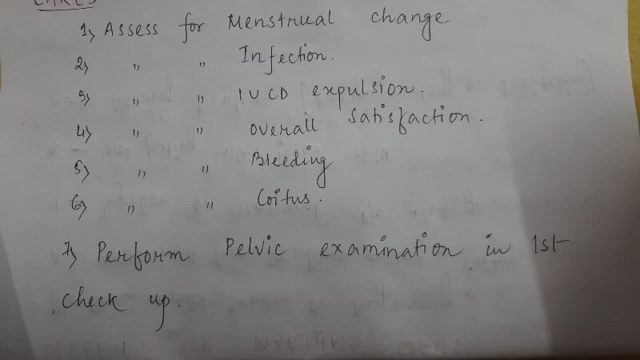 CARES
1) Assess for Menstrual change
2) " " Infection.
3) " " IUCD expulsion.
4) " " overall satisfaction.
5) " " Bleeding
6) " " Coitus.
7) Perform Pelvic examination in 1st
check up.